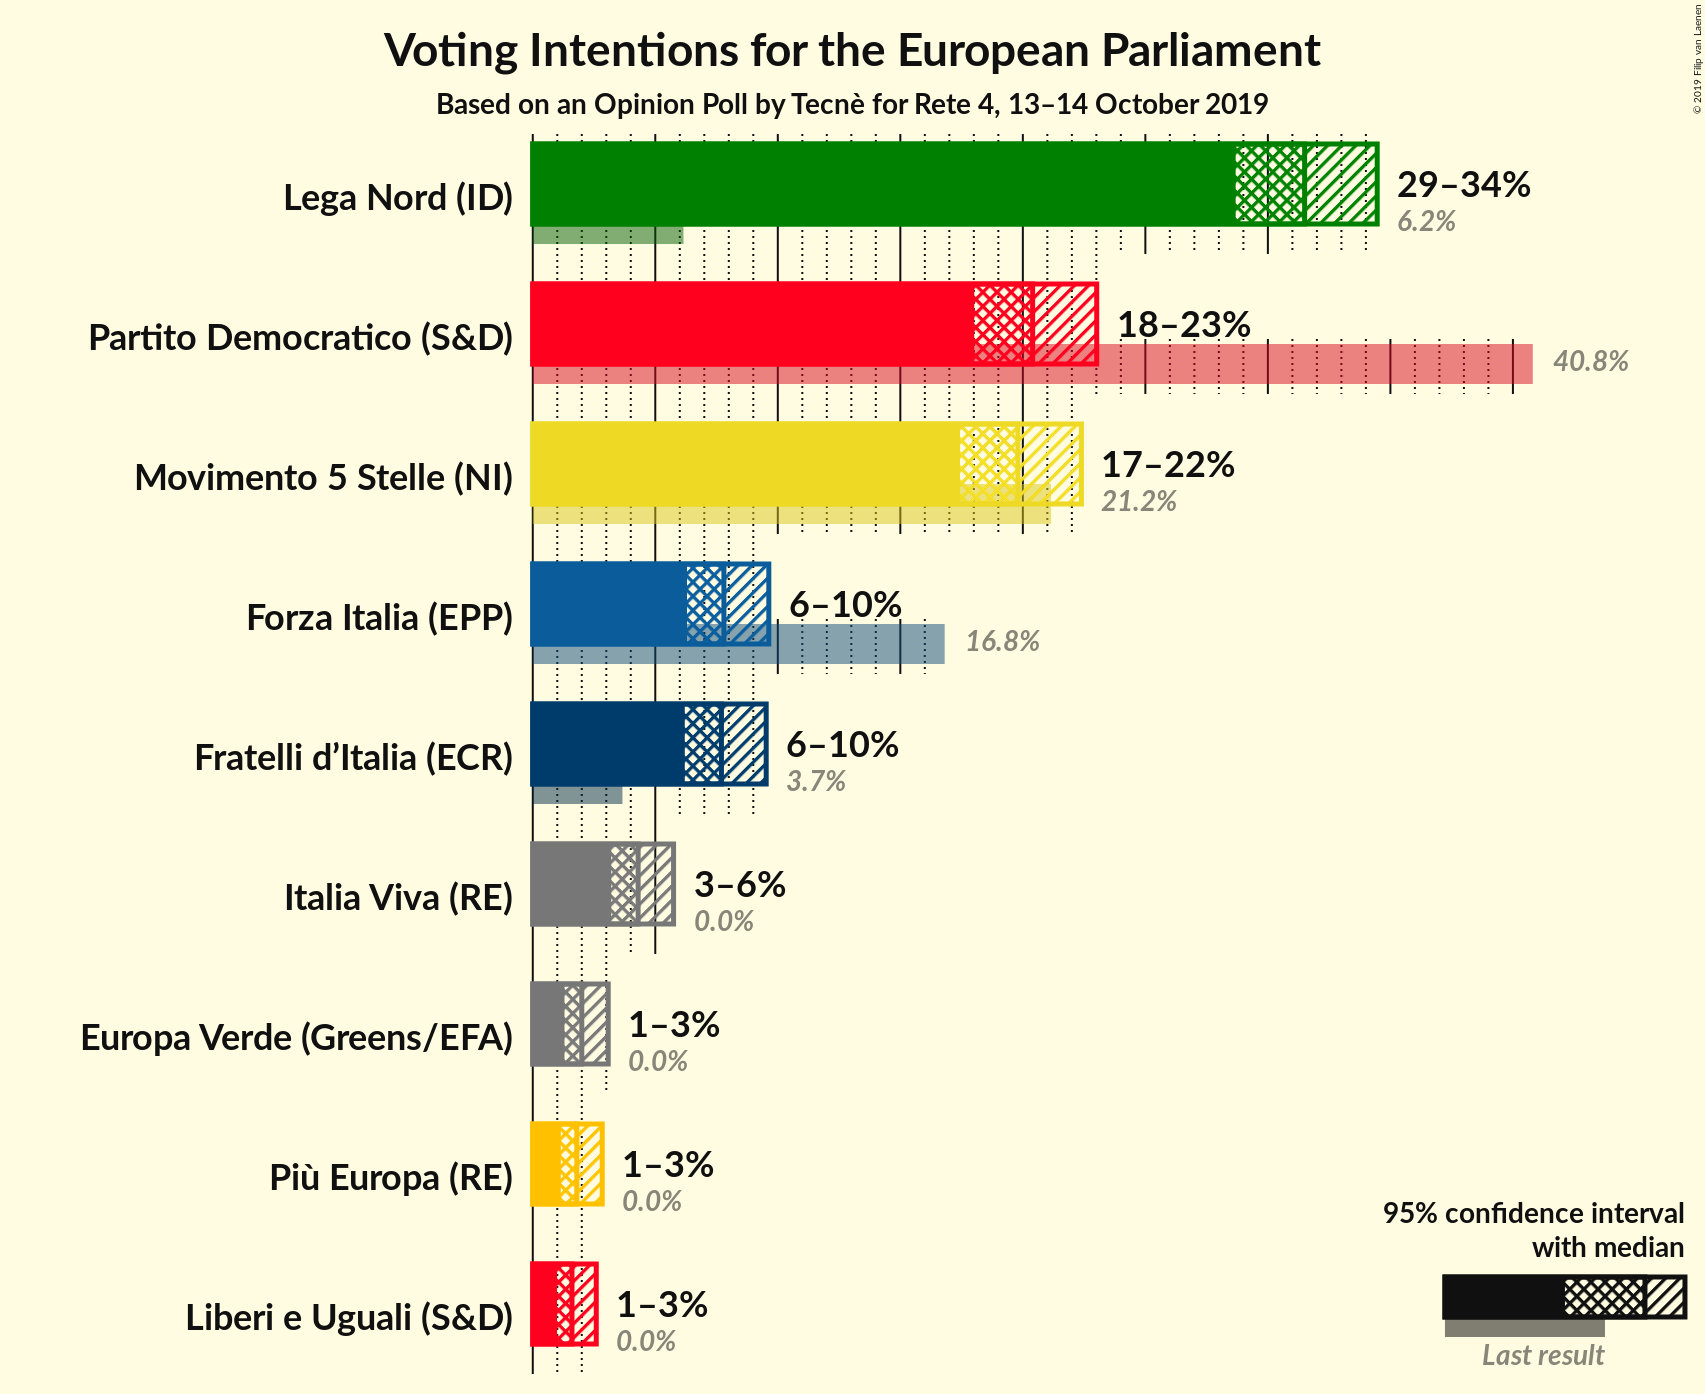 Voting Intentions for the European Parliament
Based on an Opinion Poll by Tecnè for Rete 4, 13–14 October 2019
© 2019 Filip van Laenen
Lega Nord (ID)
29–34%
6.2%
Partito Democratico (S&D)
18–23%
40.8%
Movimento 5 Stelle (NI)
17–22%
21.2%
Forza Italia (EPP)
6–10%
16.8%
Fratelli d’Italia (ECR)
6–10%
3.7%
Italia Viva (RE)
3–6%
0.0%
Europa Verde (Greens/EFA)
1–3%
0.0%
Più Europa (RE)
1–3%
0.0%
Liberi e Uguali (S&D)
1–3%
0.0%
95% confidence interval
with median
Last result